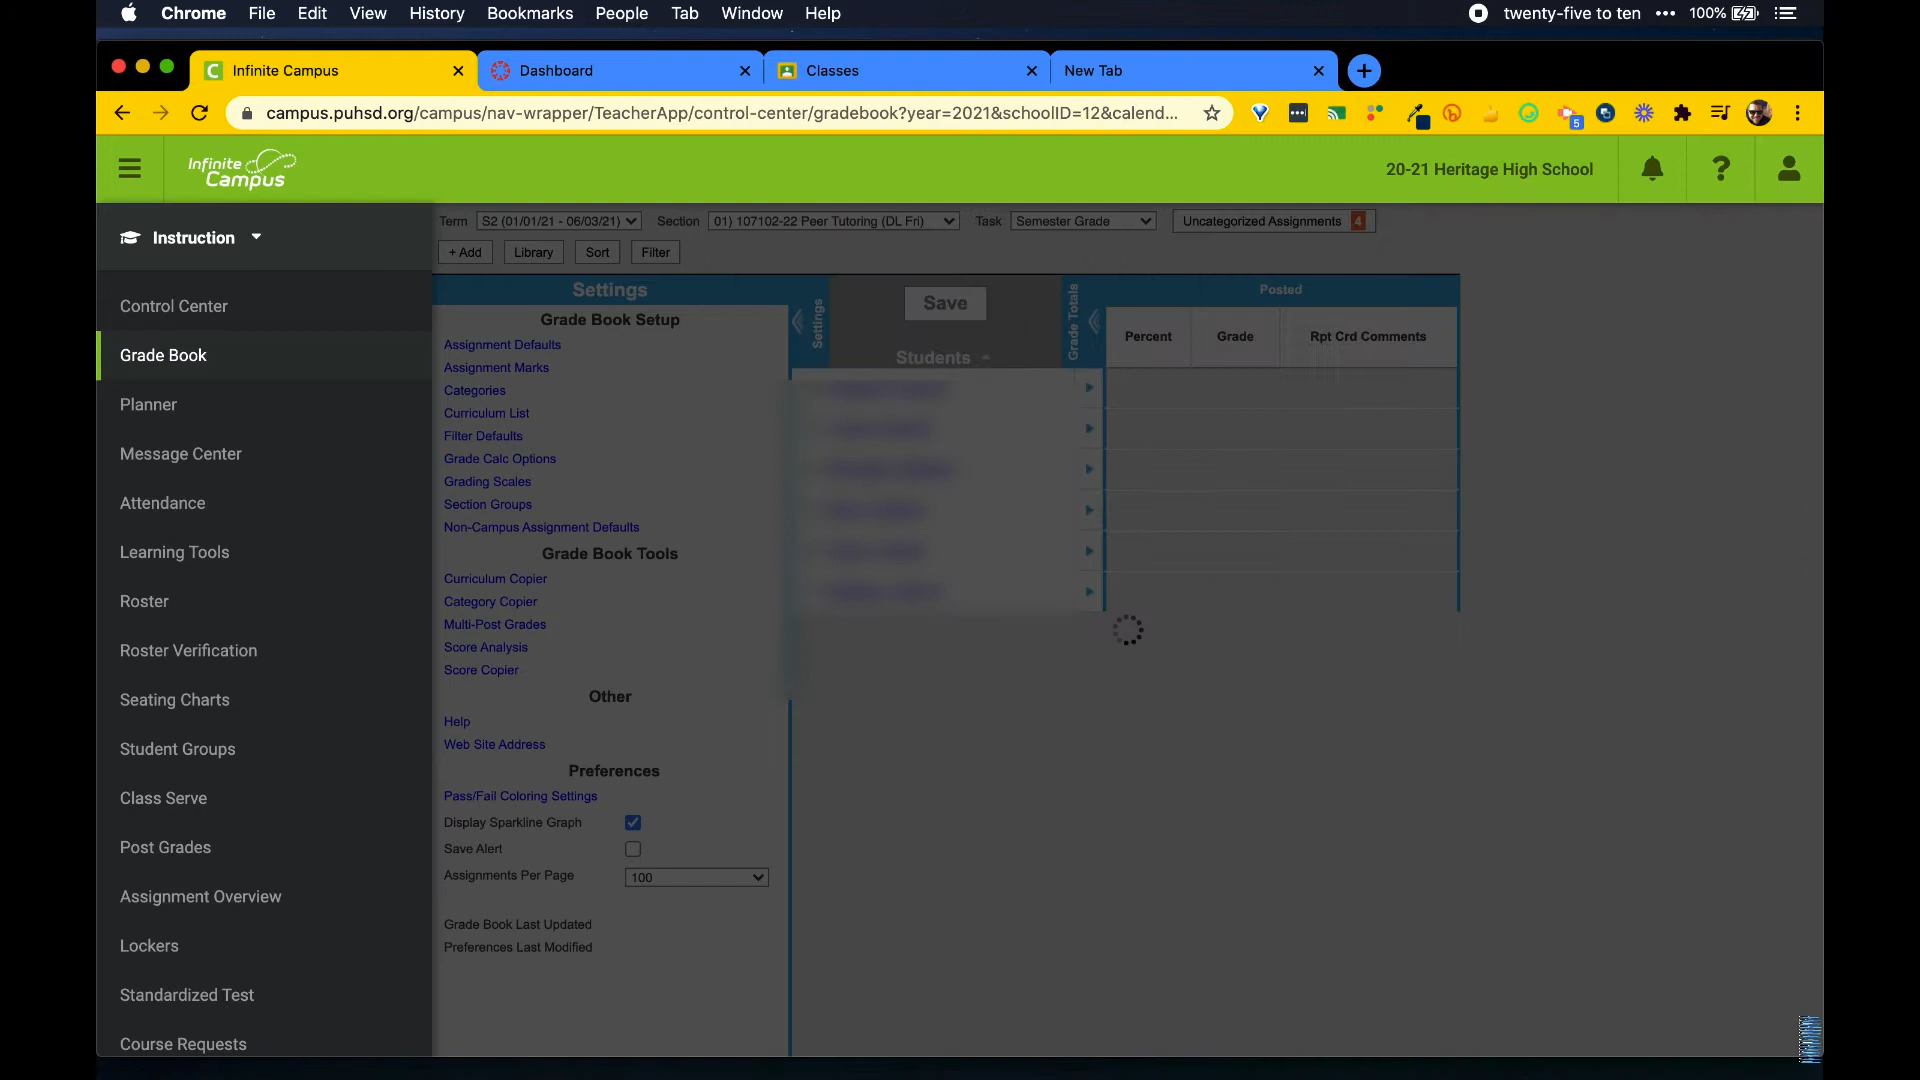 Chrome File Edit View History Bookmarks People Tab Window Help twenty-five to ten 100%
Infinite Campus Dashboard Classes New Tab
campus.puhsd.org/campus/nav-wrapper/TeacherApp/control-center/gradebook?year=2021&schoolID=12&calend... 5
Infinite Campus 20-21 Heritage High School ?
Instruction
Control Center
Grade Book
Planner
Message Center
Attendance
Learning Tools
Roster
Roster Verification
Seating Charts
Student Groups
Class Serve
Post Grades
Assignment Overview
Lockers
Standardized Test
Course Requests
Term S2 (01/01/21 - 06/03/21) Section 01) 107102-22 Peer Tutoring (DL Fri) Task Semester Grade Uncategorized Assignments 4
+ Add Library Sort Filter
Settings
Grade Book Setup
Assignment Defaults
Assignment Marks
Categories
Curriculum List
Filter Defaults
Grade Calc Options
Grading Scales
Section Groups
Non-Campus Assignment Defaults
Grade Book Tools
Curriculum Copier
Category Copier
Multi-Post Grades
Score Analysis
Score Copier
Other
Help
Web Site Address
Preferences
Pass/Fail Coloring Settings
Display Sparkline Graph
Save Alert
Assignments Per Page 100
Grade Book Last Updated
Preferences Last Modified
Settings
Save
Students
Grade Totals
Posted
Percent Grade Rpt Crd Comments